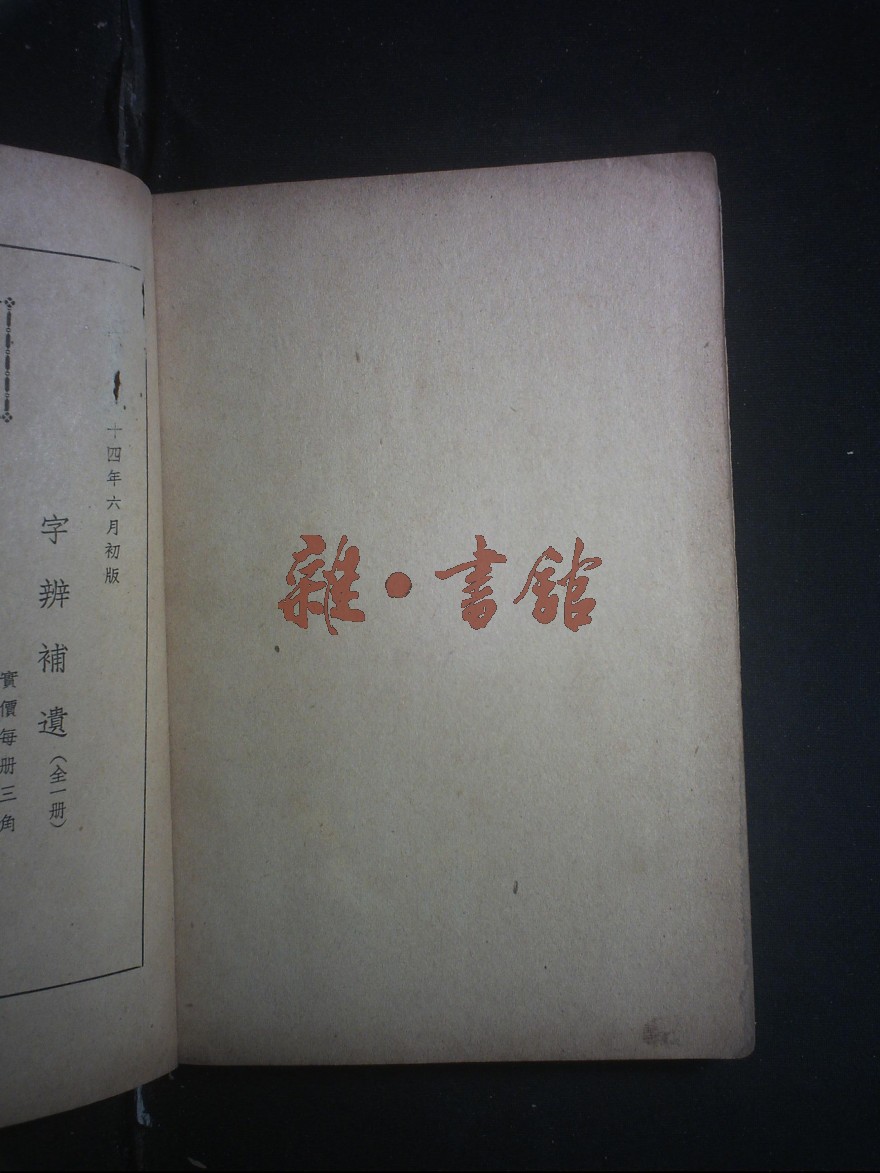 十四年六月初版
字辨補遺（全一册）
實價每册三角
雜·書館